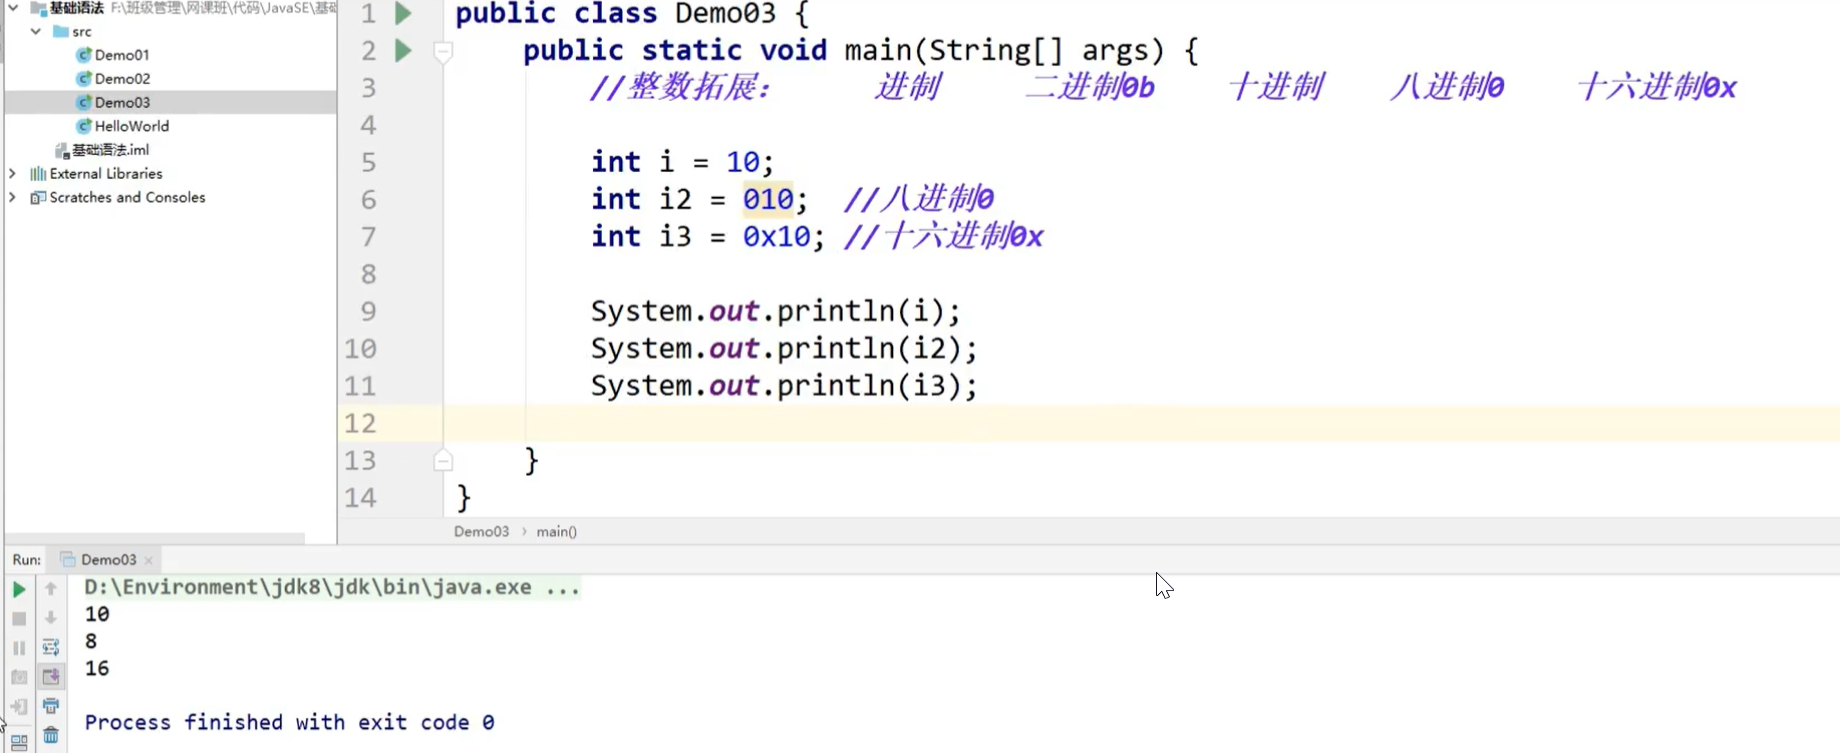 基础语法 F:\班级管理\网课班\代码\JavaSE\基础
src
Demo01
Demo02
Demo03
HelloWorld
基础语法.iml
External Libraries
Scratches and Consoles
1 public class Demo03 {
2 public static void main(String[] args) {
3 //整数拓展： 进制 二进制0b 十进制 八进制0 十六进制0x
4
5 int i = 10;
6 int i2 = 010; //八进制0
7 int i3 = 0x10; //十六进制0x
8
9 System.out.println(i);
10 System.out.println(i2);
11 System.out.println(i3);
12
13 }
14 }
Demo03 › main()
Run: Demo03 ×
D:\Environment\jdk8\jdk\bin\java.exe ...
10
8
16
Process finished with exit code 0